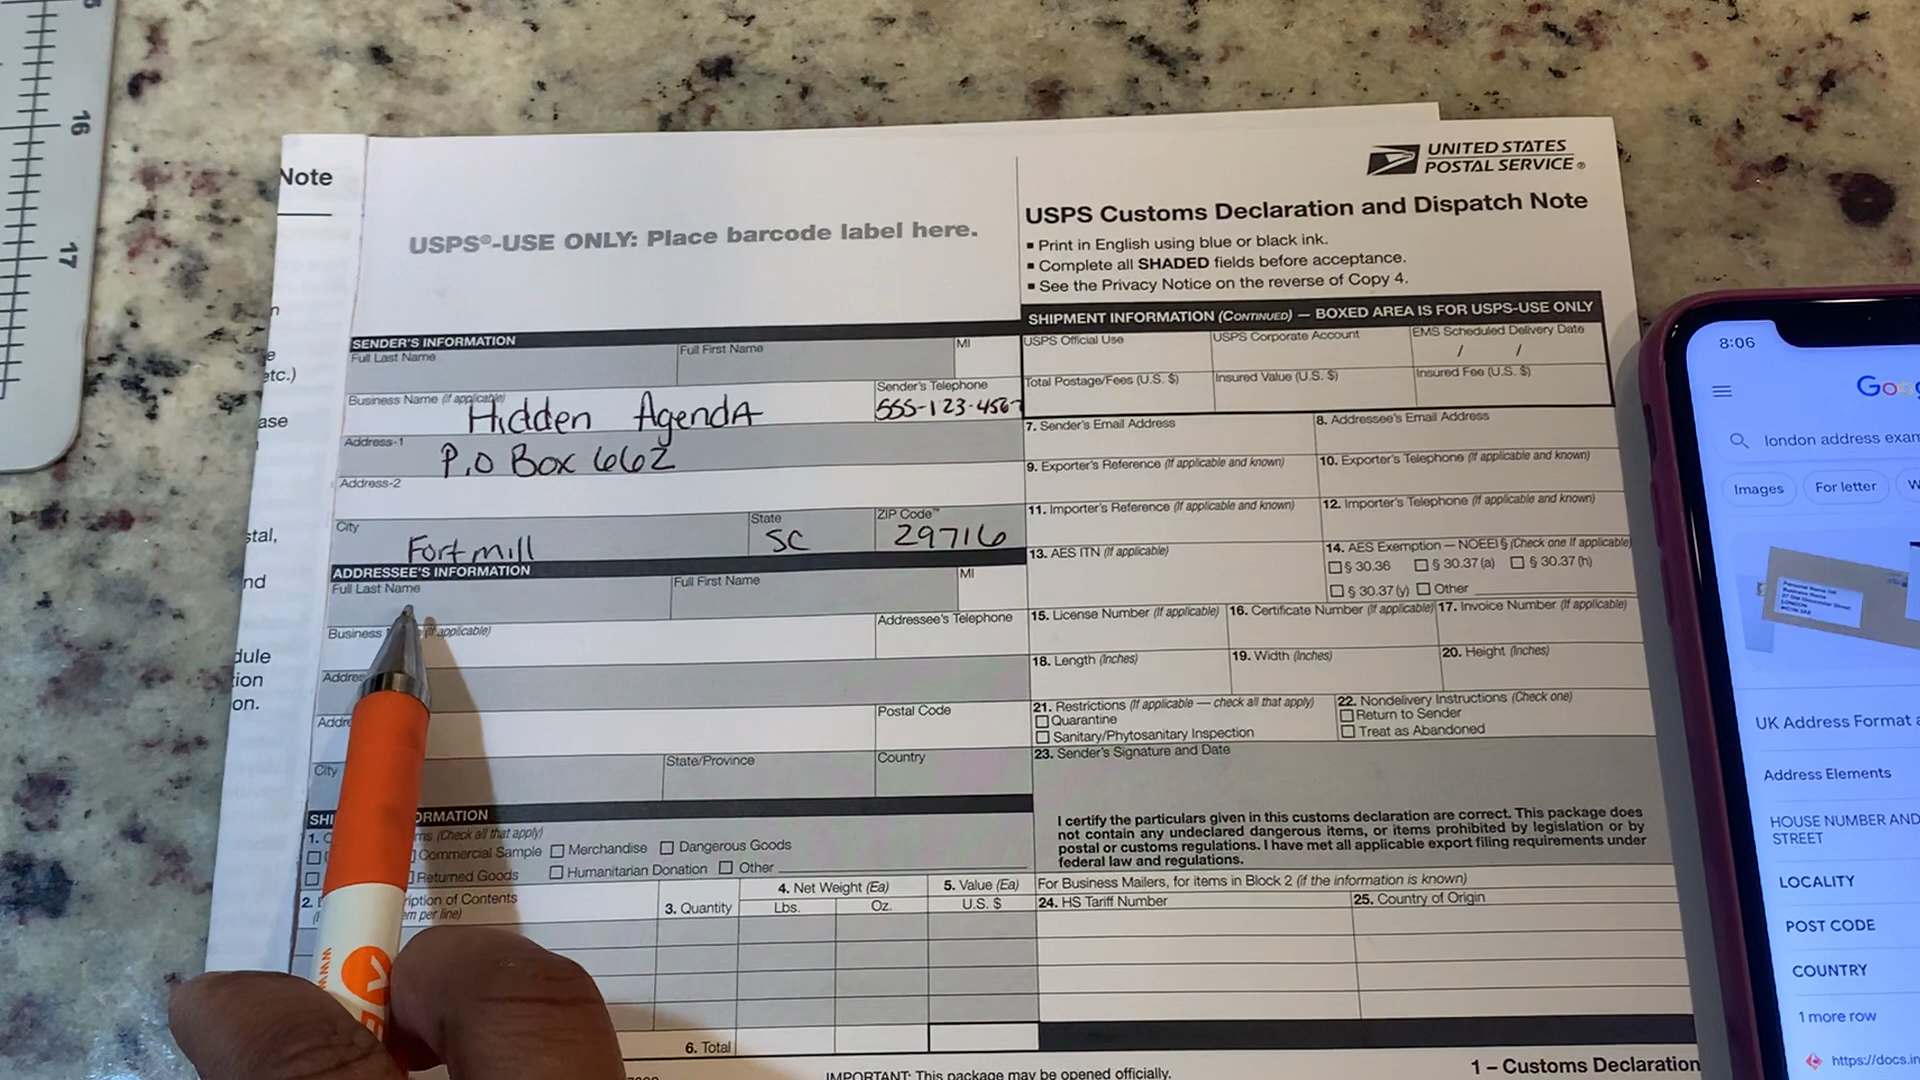 16
17
Note
etc.)
ase
stal,
nd
dule
tion
on.
UNITED STATES
POSTAL SERVICE®
USPS®-USE ONLY: Place barcode label here.
USPS Customs Declaration and Dispatch Note
▪ Print in English using blue or black ink.
▪ Complete all SHADED fields before acceptance.
▪ See the Privacy Notice on the reverse of Copy 4.
SENDER'S INFORMATION
Full Last Name
Full First Name
MI
Business Name (If applicable)
Hidden Agenda
Sender's Telephone
555-123-4567
Address-1
P.O Box 662
Address-2
City
Fortmill
State
SC
ZIP Code™
29716
ADDRESSEE'S INFORMATION
Full Last Name
Full First Name
MI
Business (If applicable)
Addressee's Telephone
Addres
Addre
Postal Code
City
State/Province
Country
SHI ORMATION
1. ms (Check all that apply)
Commercial Sample Merchandise Dangerous Goods
Returned Goods Humanitarian Donation Other
2. ription of Contents
m per line)
3. Quantity
4. Net Weight (Ea)
Lbs. Oz.
5. Value (Ea)
U.S. $
6. Total
SHIPMENT INFORMATION (CONTINUED) — BOXED AREA IS FOR USPS-USE ONLY
USPS Official Use
USPS Corporate Account
EMS Scheduled Delivery Date
/ /
Total Postage/Fees (U.S. $)
Insured Value (U.S. $)
Insured Fee (U.S. $)
7. Sender's Email Address
8. Addressee's Email Address
9. Exporter's Reference (If applicable and known)
10. Exporter's Telephone (If applicable and known)
11. Importer's Reference (If applicable and known)
12. Importer's Telephone (If applicable and known)
13. AES ITN (If applicable)
14. AES Exemption — NOEEI § (Check one If applicable)
§ 30.36 § 30.37 (a) § 30.37 (h)
§ 30.37 (y) Other
15. License Number (If applicable)
16. Certificate Number (If applicable)
17. Invoice Number (If applicable)
18. Length (Inches)
19. Width (Inches)
20. Height (Inches)
21. Restrictions (If applicable — check all that apply)
Quarantine
Sanitary/Phytosanitary Inspection
22. Nondelivery Instructions (Check one)
Return to Sender
Treat as Abandoned
23. Sender's Signature and Date
I certify the particulars given in this customs declaration are correct. This package does
not contain any undeclared dangerous items, or items prohibited by legislation or by
postal or customs regulations. I have met all applicable export filing requirements under
federal law and regulations.
For Business Mailers, for items in Block 2 (if the information is known)
24. HS Tariff Number
25. Country of Origin
IMPORTANT: This package may be opened officially.
1 – Customs Declaration
8:06
Goo
london address exam
Images
For letter
UK Address Format a
Address Elements
HOUSE NUMBER AND
STREET
LOCALITY
POST CODE
COUNTRY
1 more row
https://docs.in